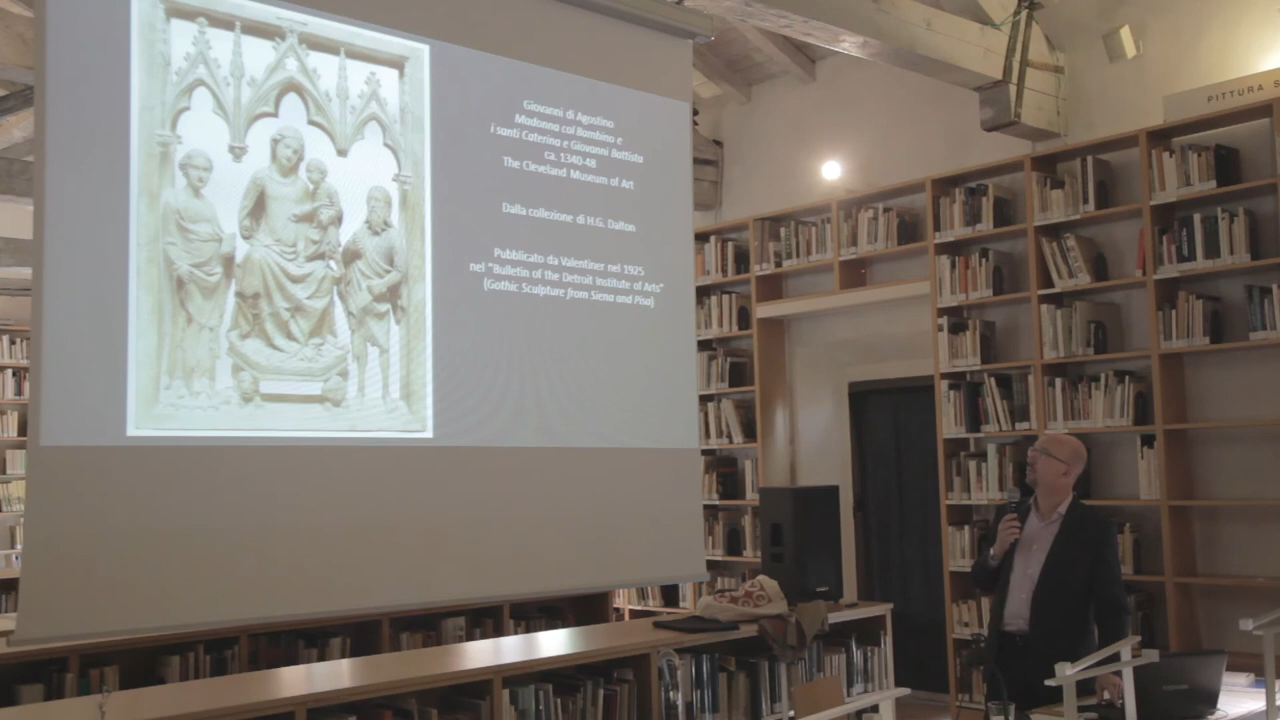 Giovanni di Agostino
Madonna col Bambino e
i santi Caterina e Giovanni Battista
ca. 1340-48
The Cleveland Museum of Art
Dalla collezione di H.G. Dalton
Pubblicato da Valentiner nel 1925
nel "Bulletin of the Detroit Institute of Arts"
(Gothic Sculpture from Siena and Pisa)
PITTURA S